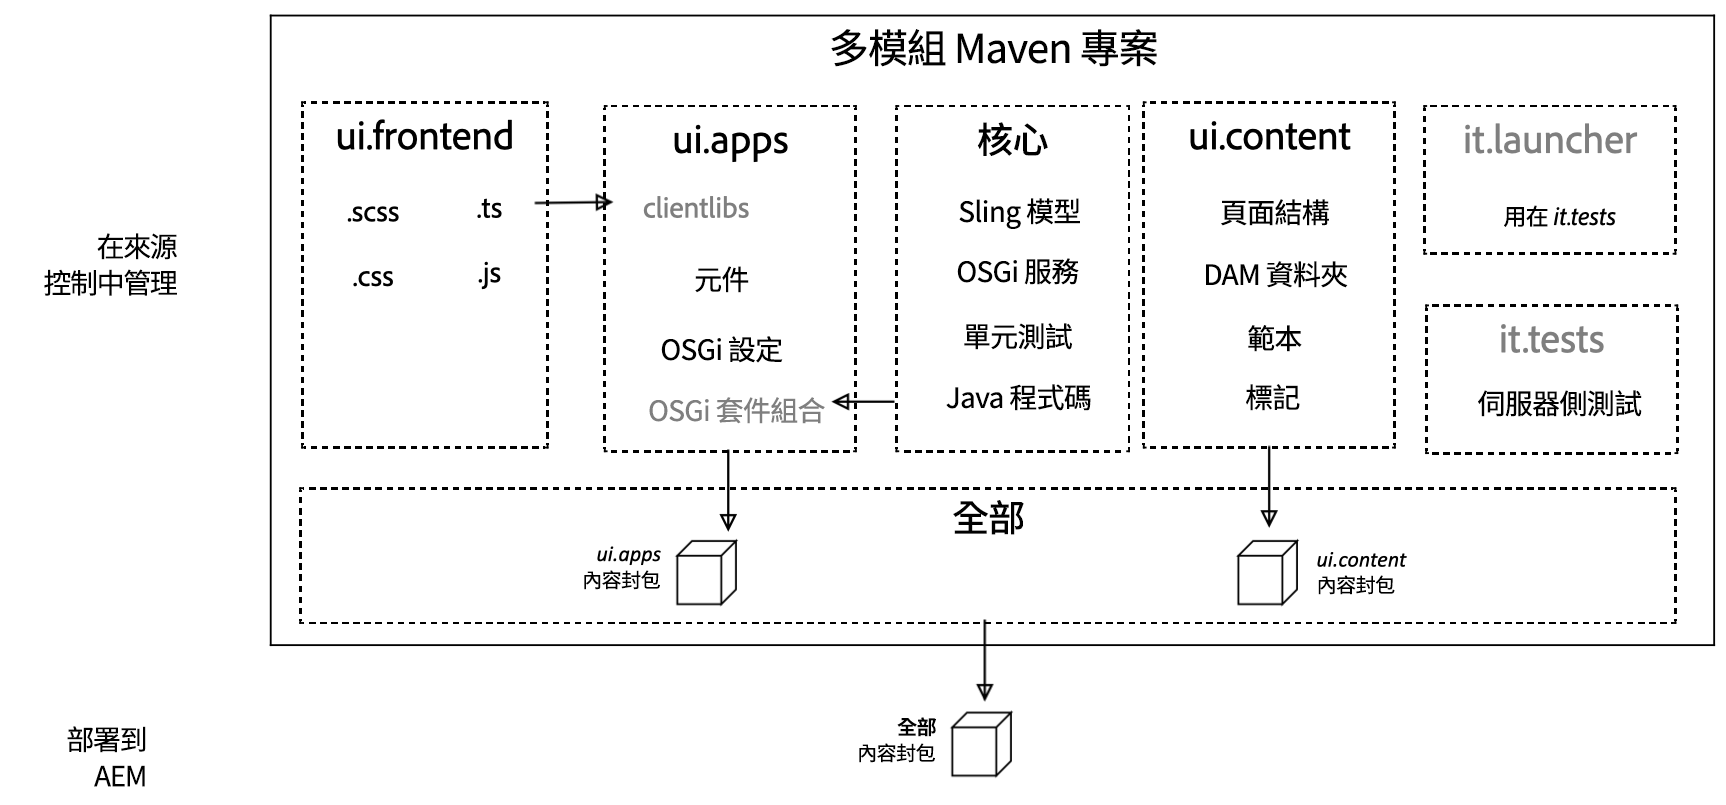 多模組 Maven 專案
ui.frontend
.scss
.ts
.css
.js
ui.apps
clientlibs
元件
OSGi 設定
OSGi 套件組合
核心
Sling 模型
OSGi 服務
單元測試
Java 程式碼
ui.content
頁面結構
DAM 資料夾
範本
標記
it.launcher
用在 it.tests
it.tests
伺服器側測試
在來源
控制中管理
全部
ui.apps
內容封包
ui.content
內容封包
全部
內容封包
部署到
AEM